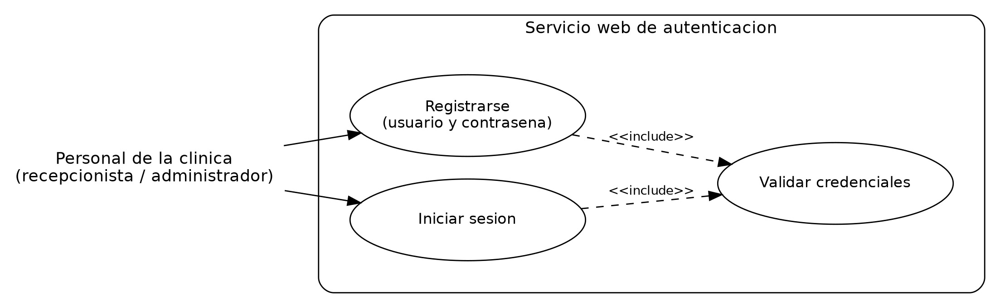 Servicio web de autenticacion
Registrarse
(usuario y contrasena)
<<include>>
Personal de la clinica
(recepcionista / administrador)
Validar credenciales
<<include>>
Iniciar sesion